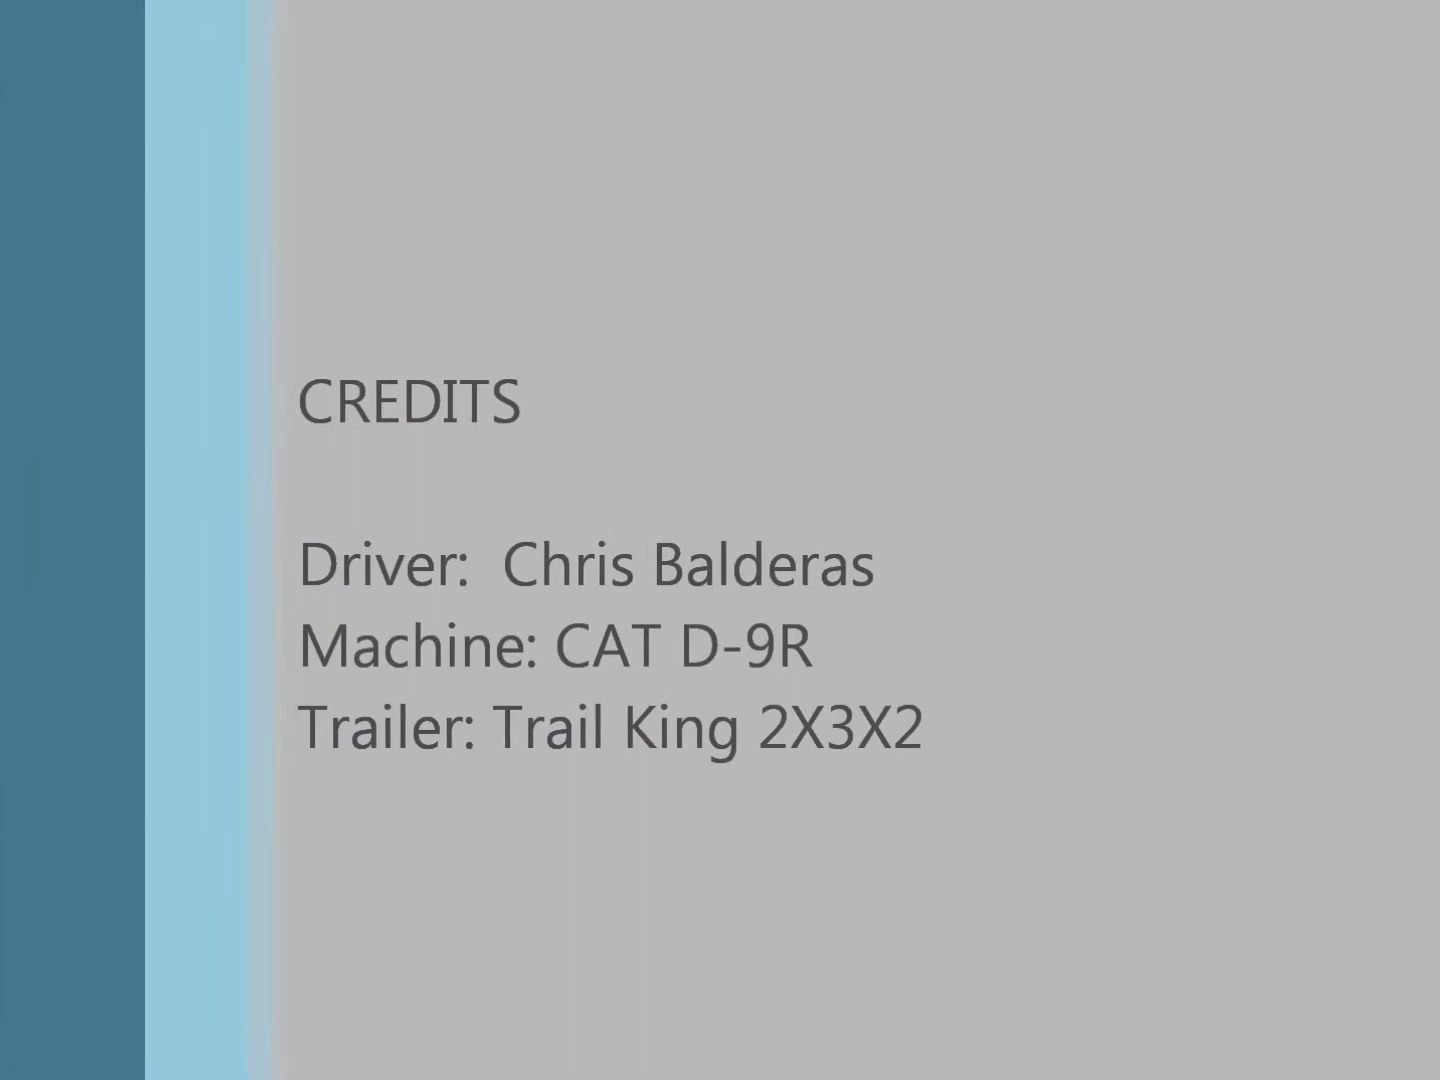 CREDITS
Driver:  Chris Balderas
Machine: CAT D-9R
Trailer: Trail King 2X3X2